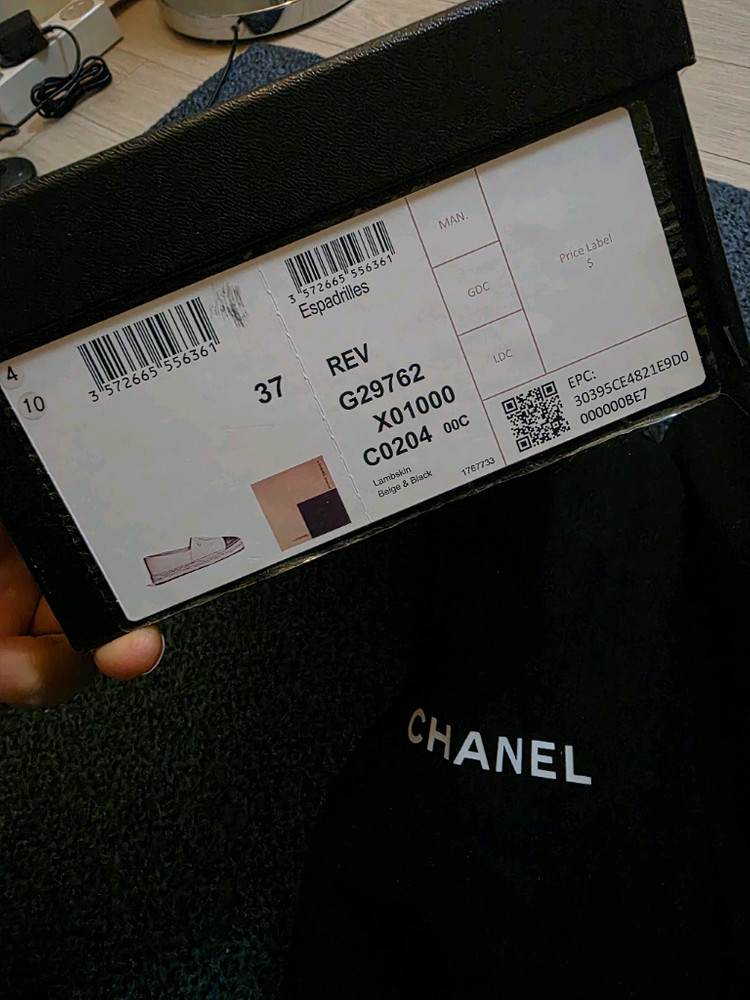 4
10
3 572665 556361
37
3 572665 556361
Espadrilles
REV
G29762
X01000
C0204 00C
Lambskin
Beige & Black
1767733
MAN.
GDC
LDC
Price Label
$
EPC:
30395CE4821E9D0
000000BE7
CHANEL